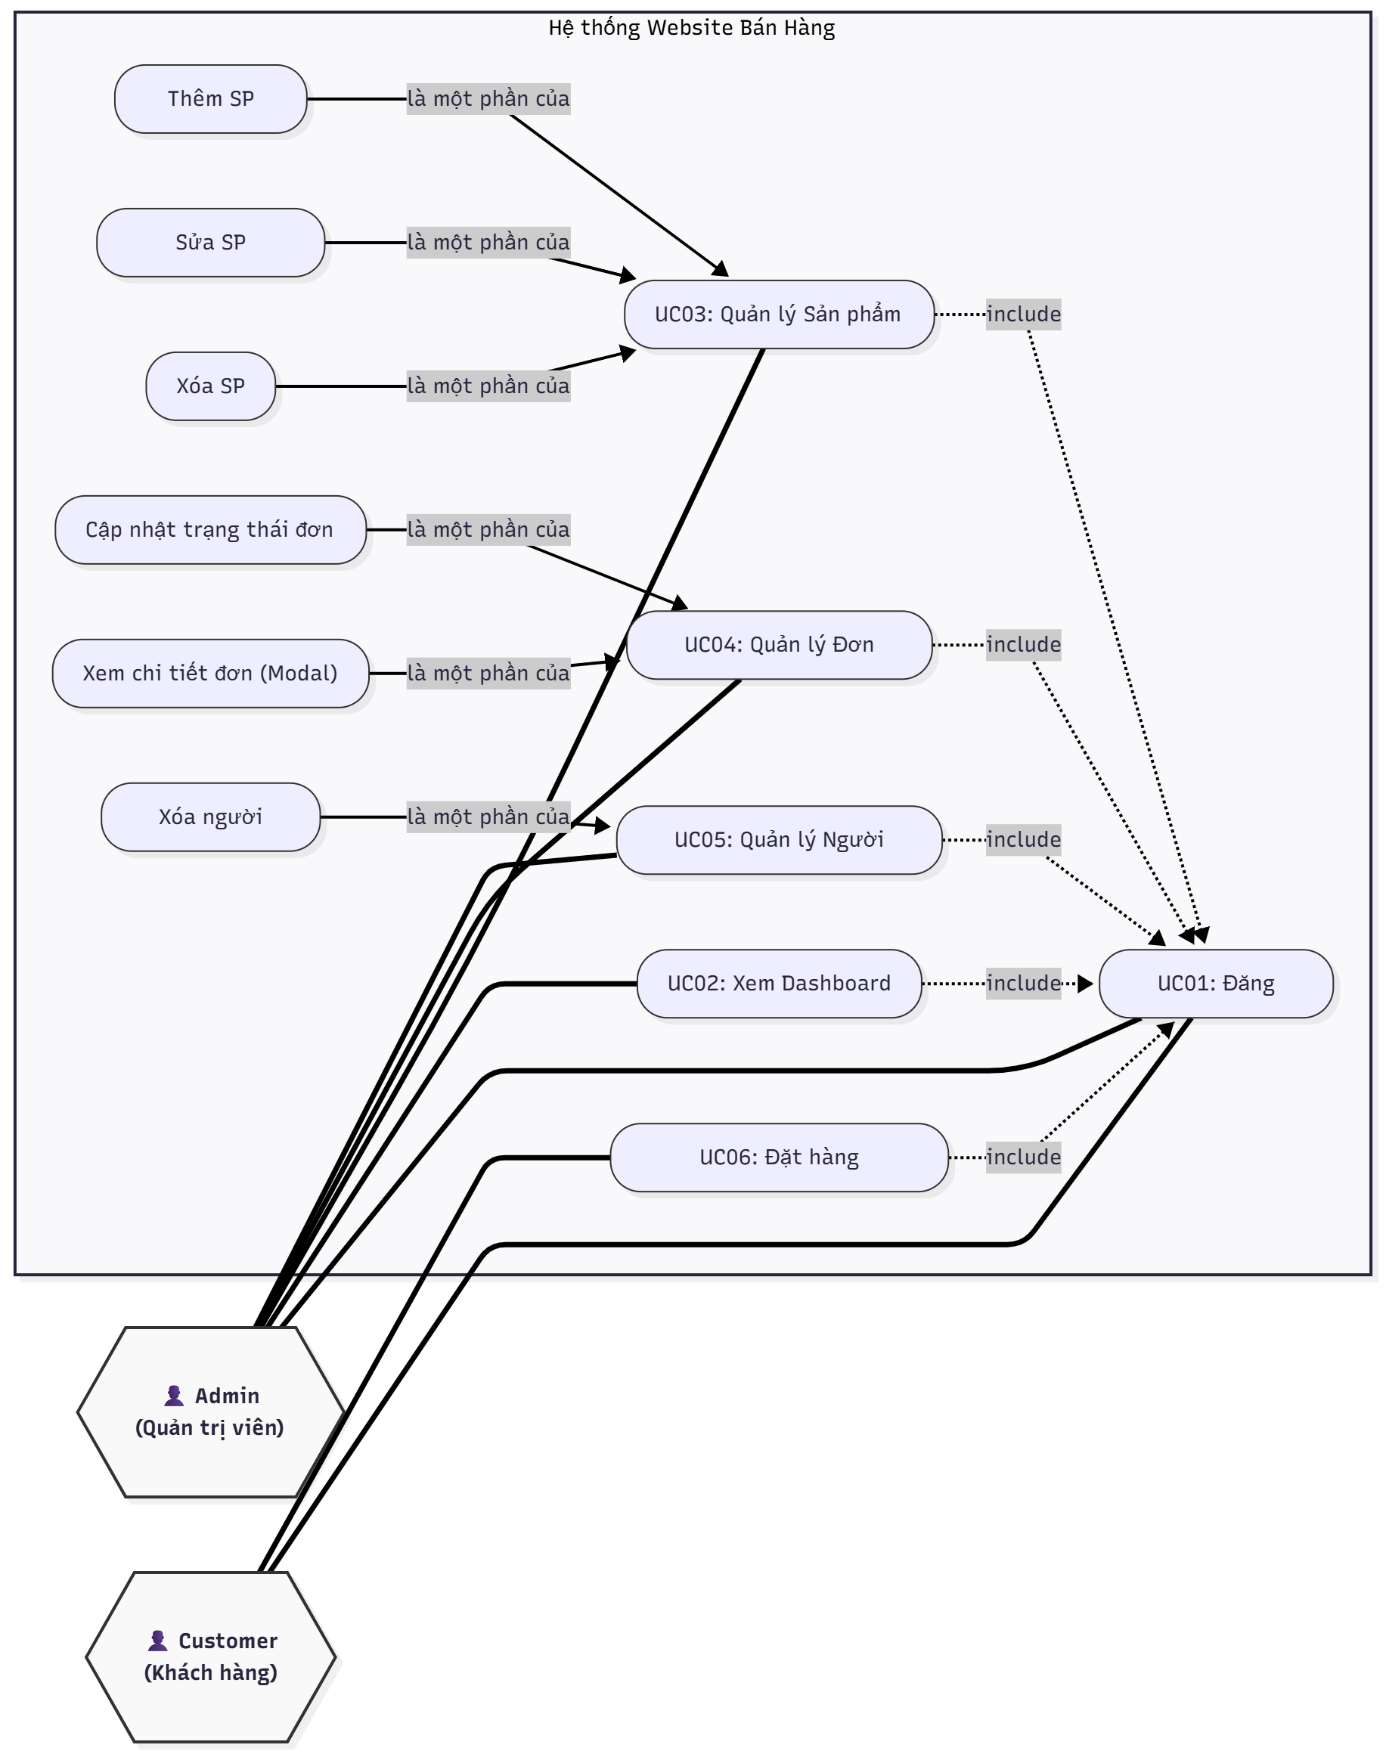 Hệ thống Website Bán Hàng
Thêm SP
là một phần của
Sửa SP
là một phần của
UC03: Quản lý Sản phẩm
include
Xóa SP
là một phần của
Cập nhật trạng thái đơn
là một phần của
UC04: Quản lý Đơn
include
Xem chi tiết đơn (Modal)
là một phần của
Xóa người
là một phần của
UC05: Quản lý Người
include
UC02: Xem Dashboard
include
UC01: Đăng
UC06: Đặt hàng
include
Admin
(Quản trị viên)
Customer
(Khách hàng)